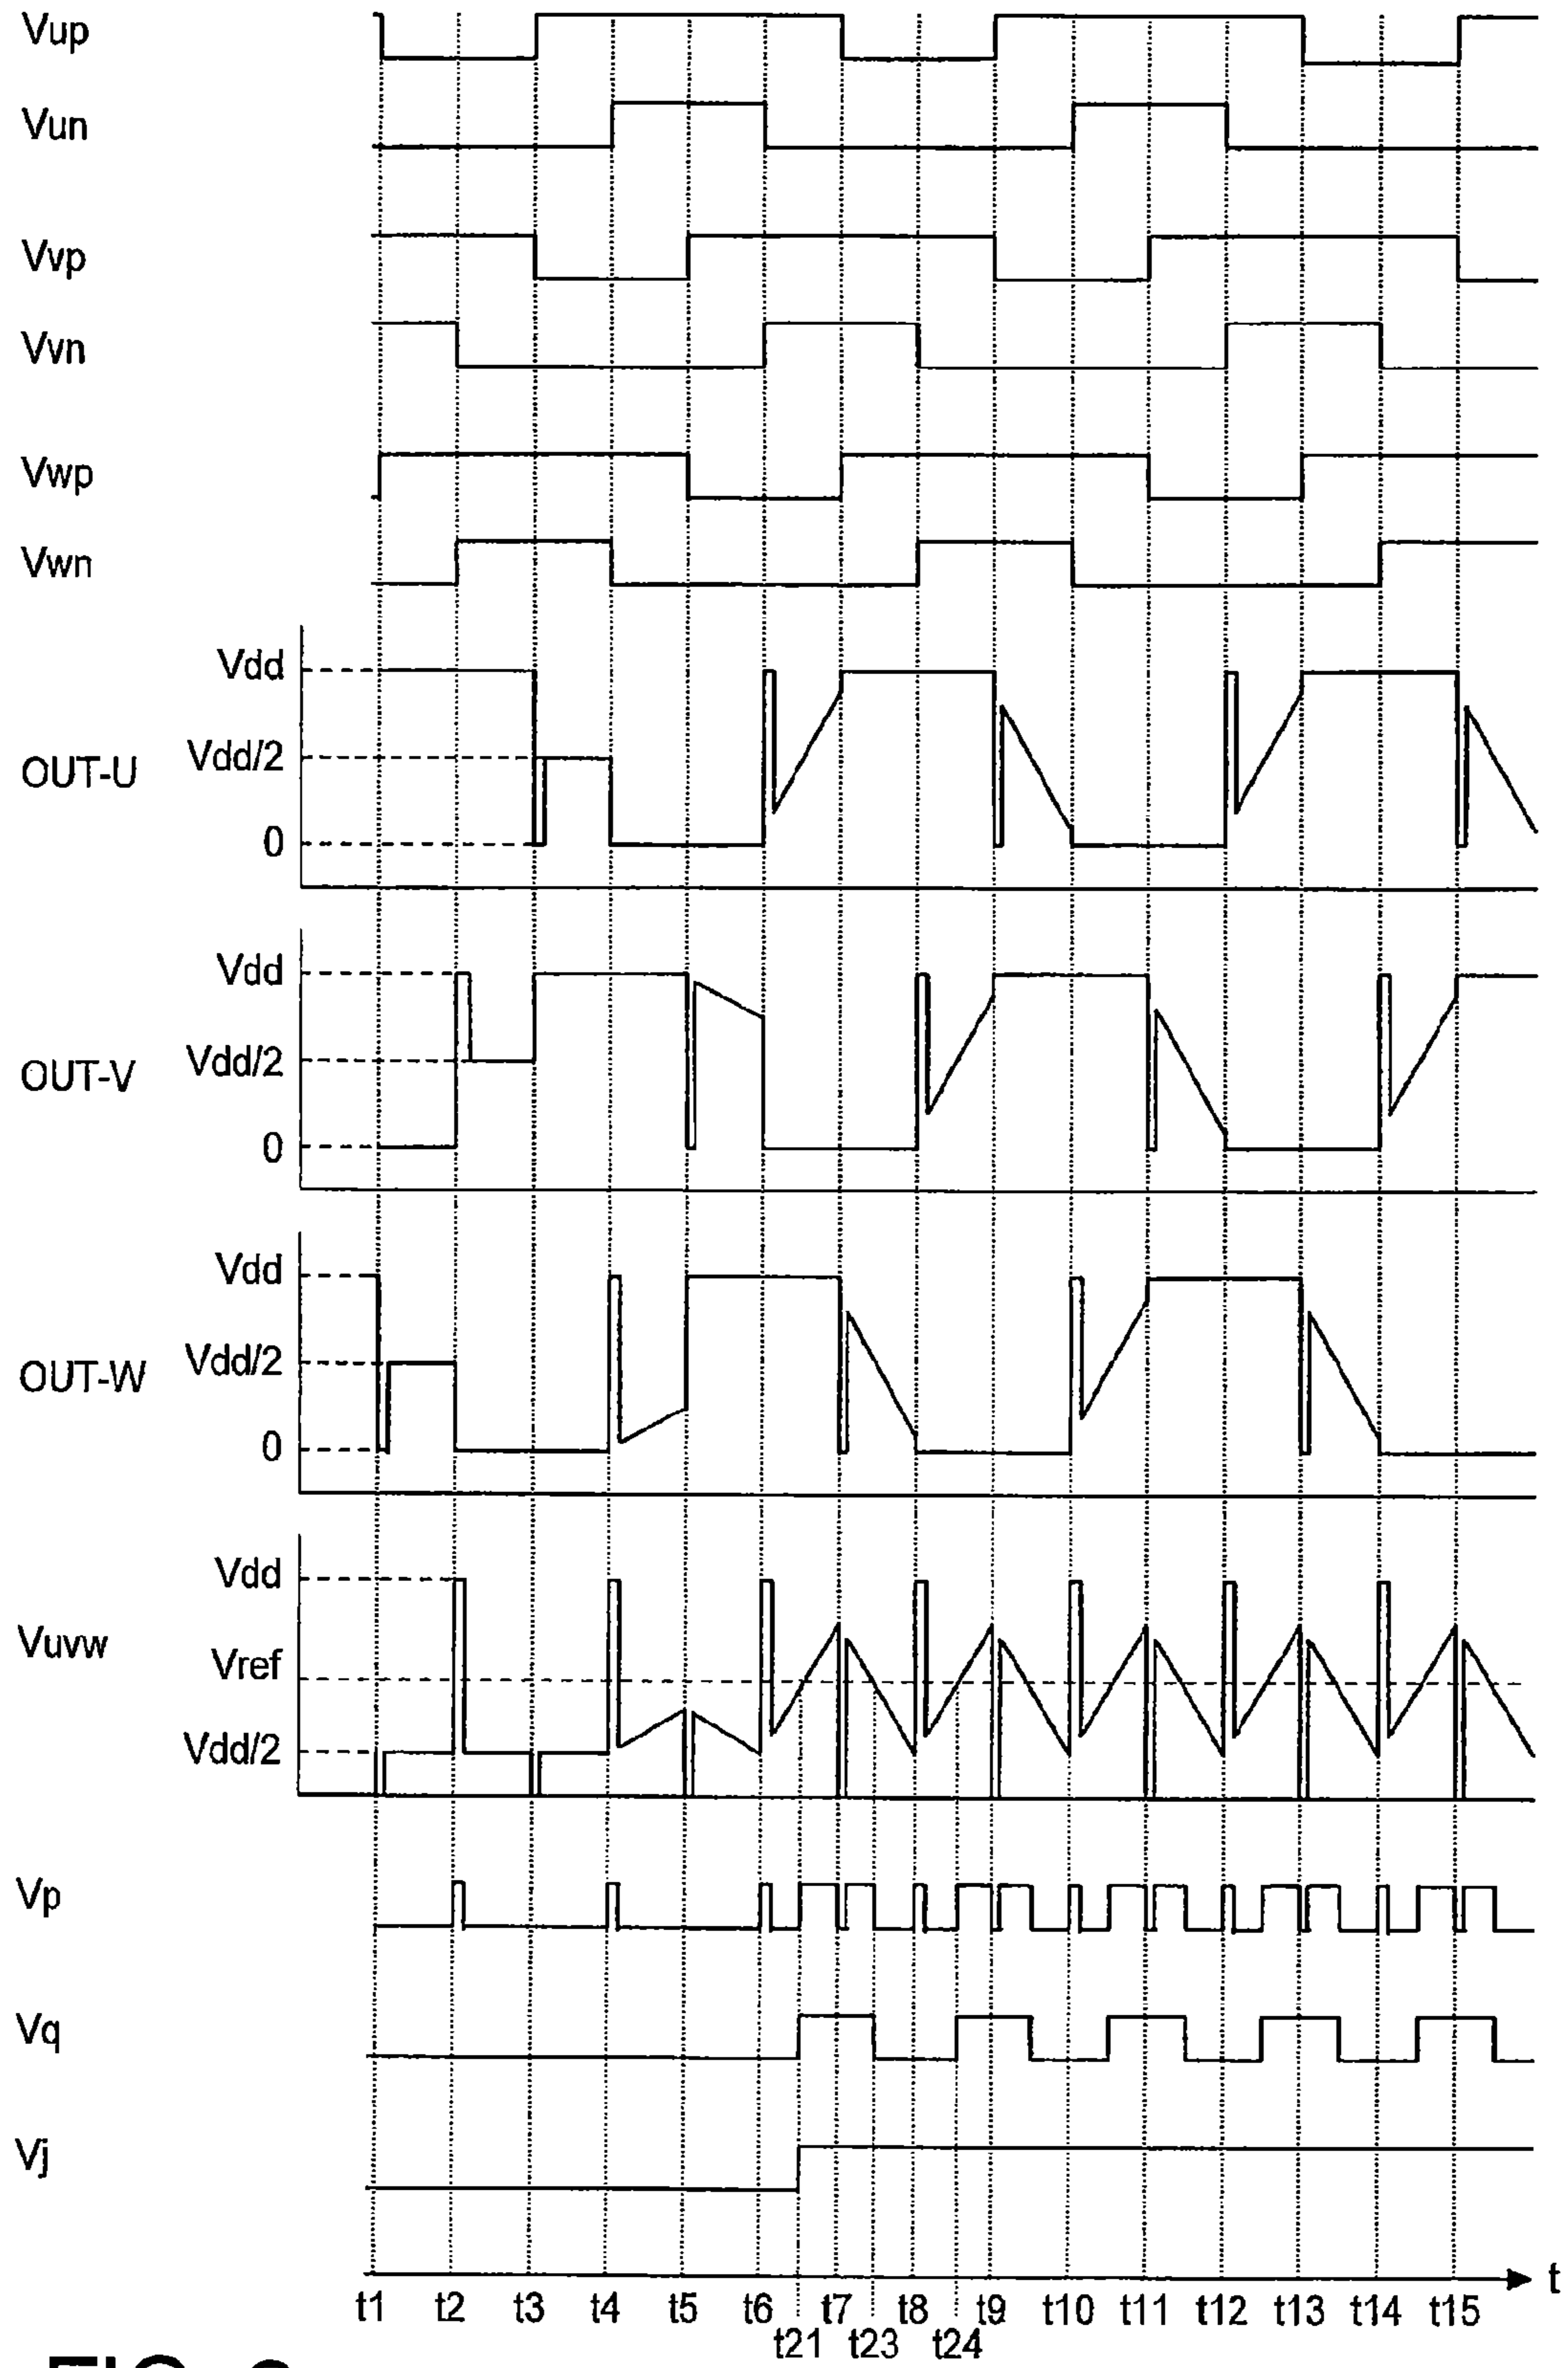 Vup
Vun
Vvp
Vvn
Vwp
Vwn
Vdd
Vdd/2
OUT-U
0
Vdd
Vdd/2
OUT-V
0
Vdd
Vdd/2
OUT-W
0
Vdd
Vuvw
Vref
Vdd/2
Vp
Vq
Vj
t
t1 t2 t3 t4 t5 t6 t7 t8 t9 t10 t11 t12 t13 t14 t15
t21 t23 t24